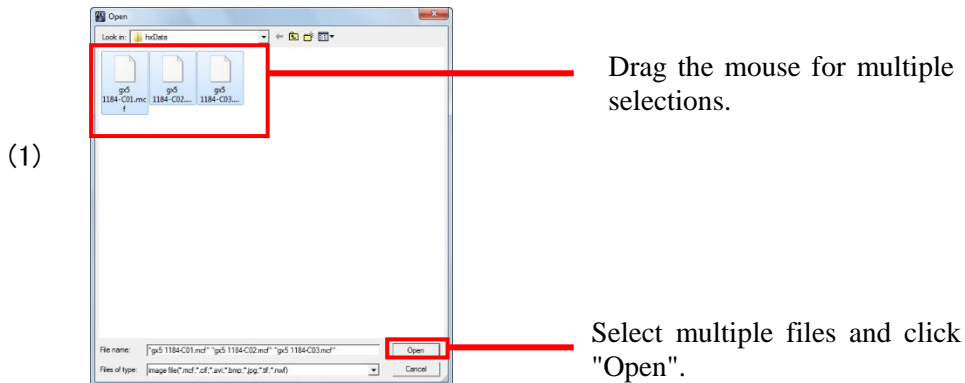 Open
Look in: hxData
gx5
1184-C01.mc
f
gx5
1184-C02....
gx5
1184-C03....
Drag the mouse for multiple
selections.
(1)
File name: "gx5 1184-C01.mcf" "gx5 1184-C02.mcf" "gx5 1184-C03.mcf" Open
Files of type: Image file(*.mcf;*.cif;*.avi;*.bmp;*.jpg;*.tif;*.nwf) Cancel
Select multiple files and click
"Open".